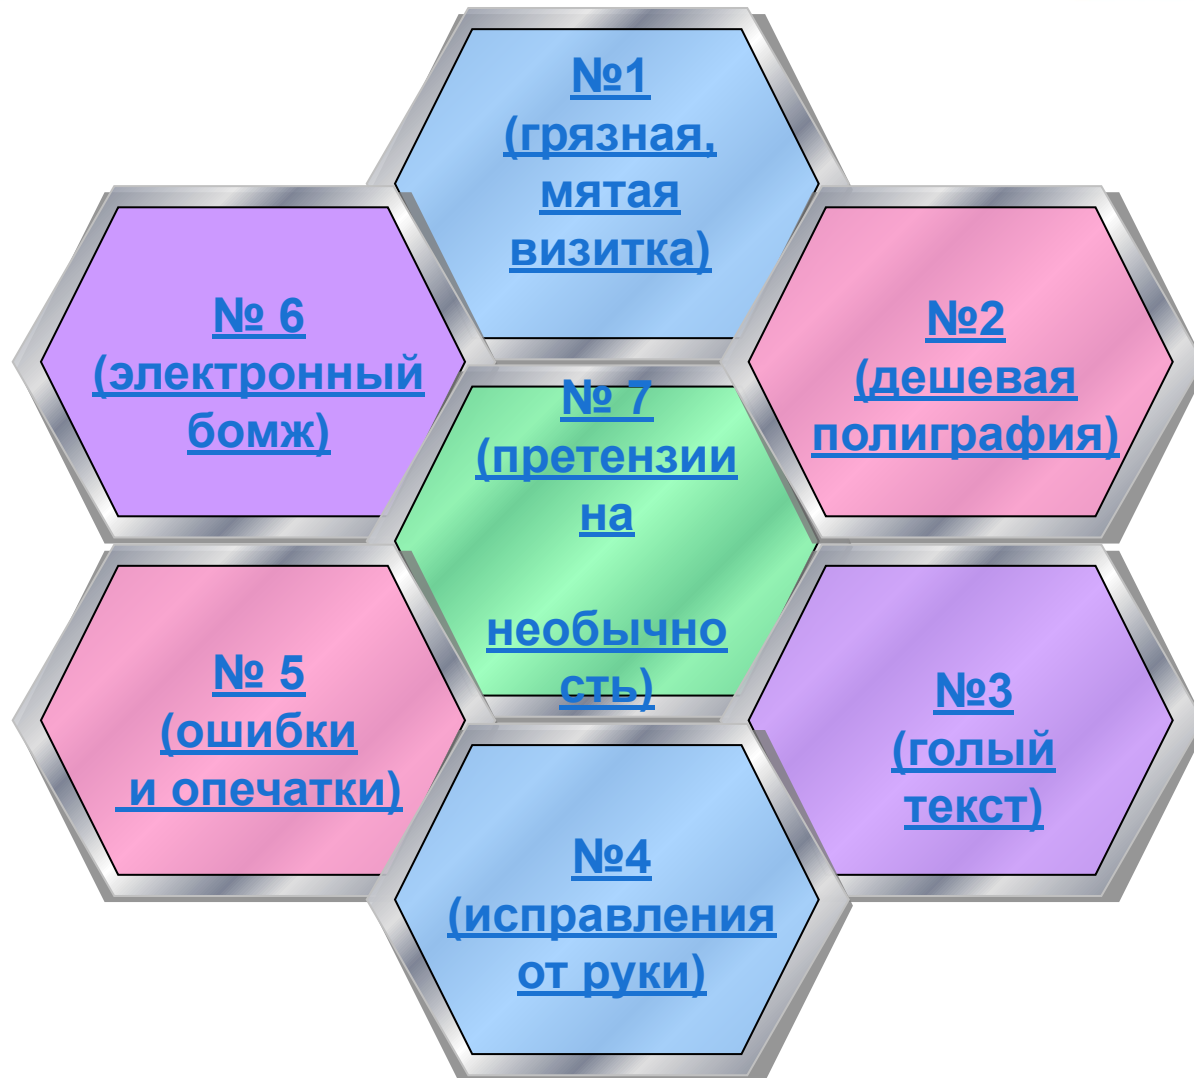 №1
(грязная,
мятая
визитка)
№2
(дешевая
полиграфия)
№3
(голый
текст)
№4
(исправления
от руки)
№ 5
(ошибки
и опечатки)
№ 6
(электронный
бомж)
№ 7
(претензии
на
необычно
сть)